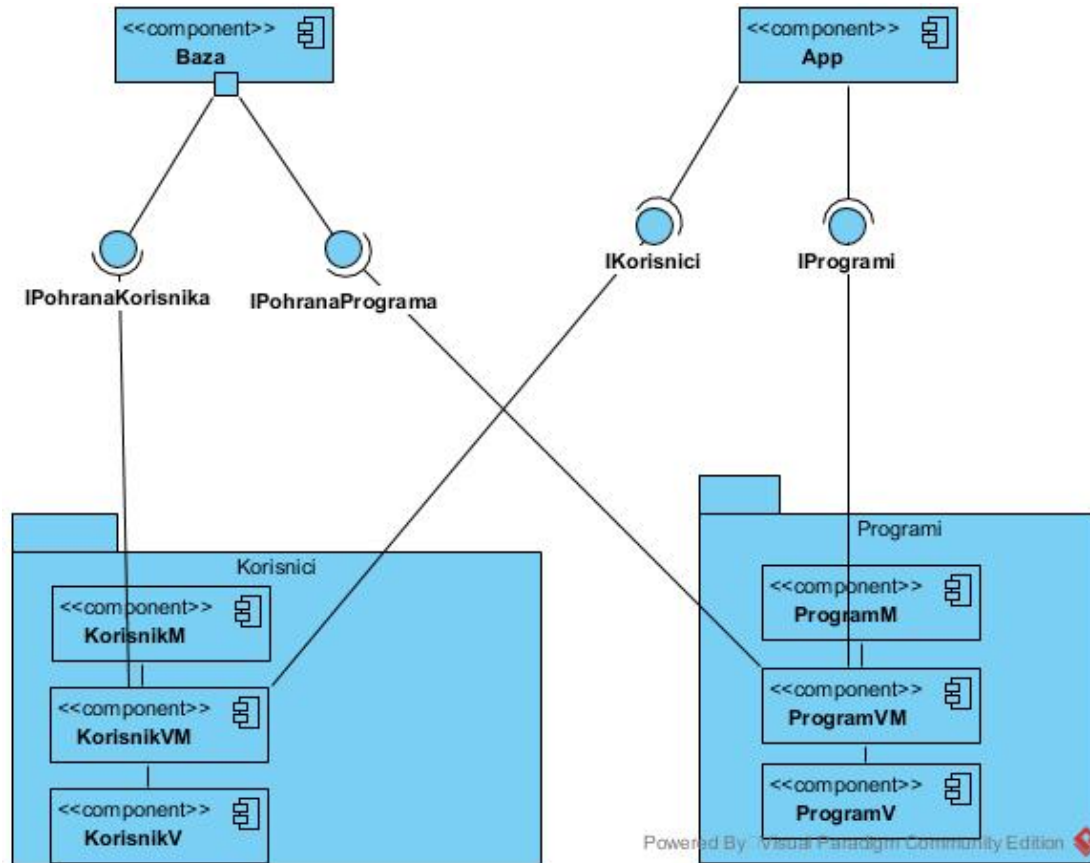 <<component>>
Baza
<<component>>
App
IPohranaKorisnika
IPohranaPrograma
IKorisnici
IProgrami
Korisnici
<<component>>
KorisnikM
<<component>>
KorisnikVM
<<component>>
KorisnikV
Programi
<<component>>
ProgramM
<<component>>
ProgramVM
<<component>>
ProgramV
Powered By Visual Paradigm Community Edition